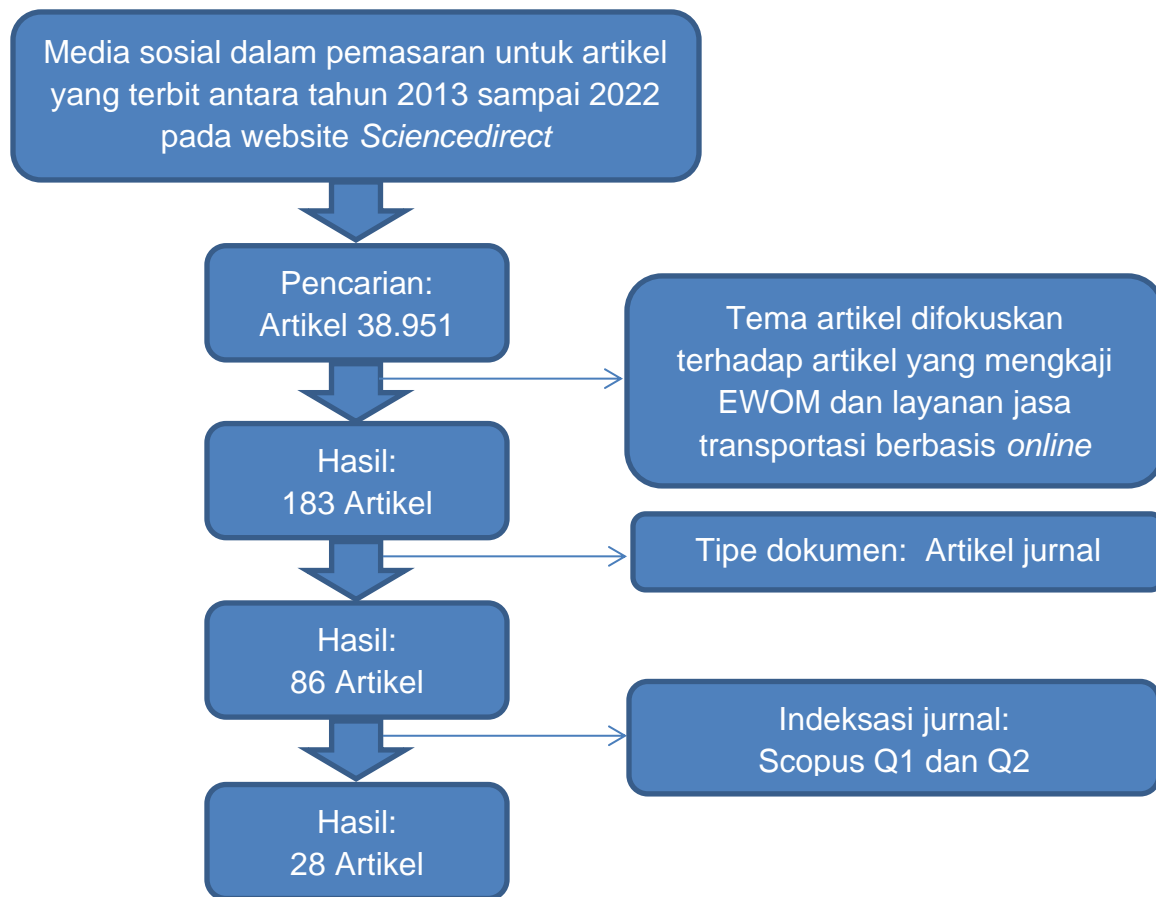 Media sosial dalam pemasaran untuk artikel
yang terbit antara tahun 2013 sampai 2022
pada website Sciencedirect
Pencarian:
Artikel 38.951
Tema artikel difokuskan
terhadap artikel yang mengkaji
EWOM dan layanan jasa
transportasi berbasis online
Hasil:
183 Artikel
Tipe dokumen: Artikel jurnal
Hasil:
86 Artikel
Indeksasi jurnal:
Scopus Q1 dan Q2
Hasil:
28 Artikel